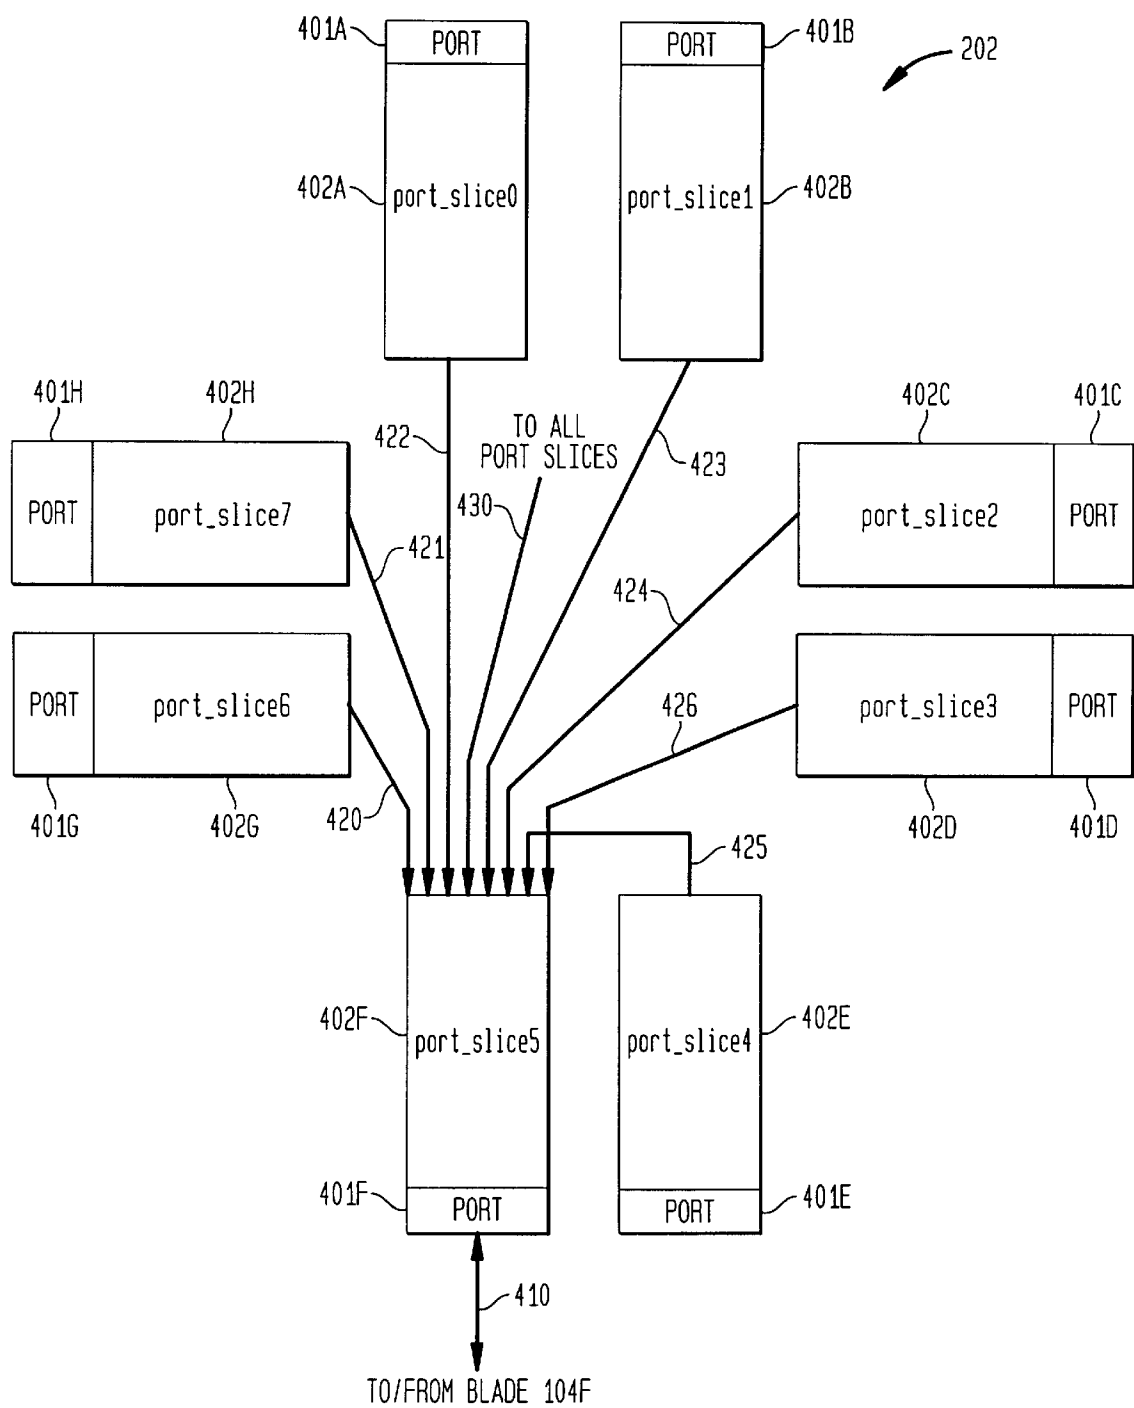 401A
PORT
PORT
401B
202
402A
port_slice0
port_slice1
402B
401H
402H
422
TO ALL
PORT SLICES
423
402C
401C
PORT
port_slice7
421
430
port_slice2
PORT
424
PORT
port_slice6
426
port_slice3
PORT
401G
402G
420
402D
401D
425
402F
port_slice5
port_slice4
402E
401F
PORT
PORT
401E
410
TO/FROM BLADE 104F